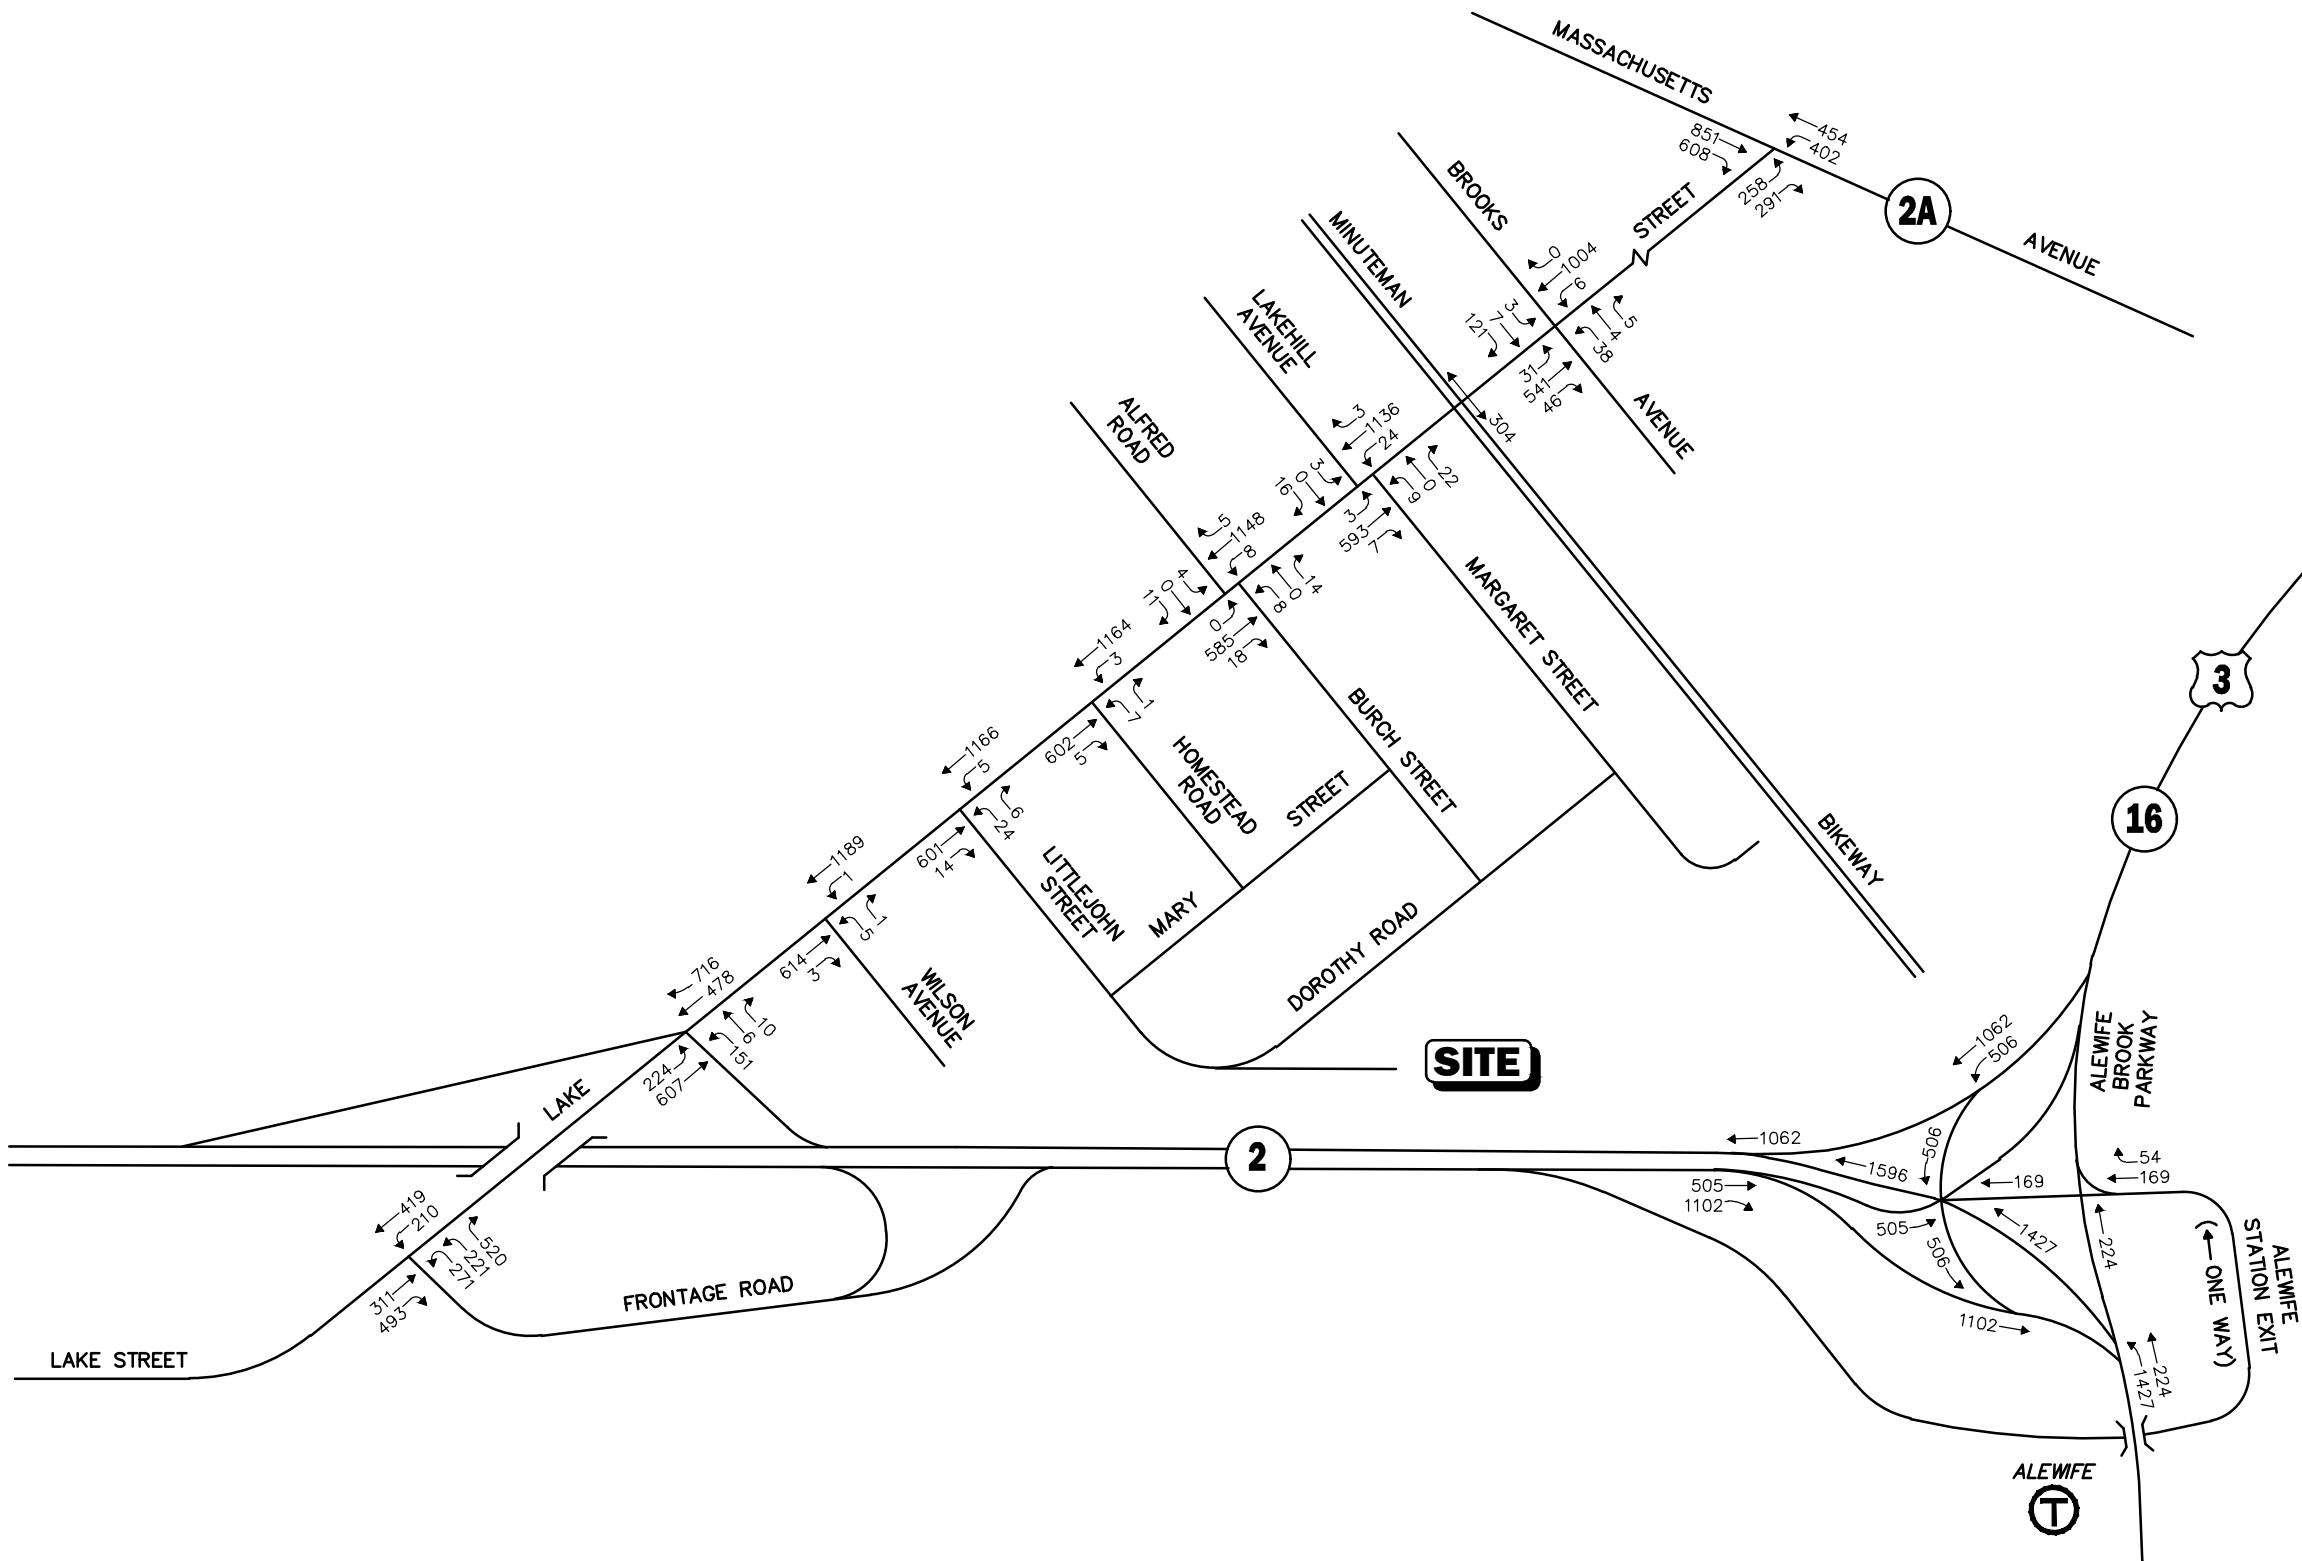 MASSACHUSETTS
AVENUE
2A
851
608
454
402
258
291
BROOKS
AVENUE
STREET
0
1004
6
3
7
121
5
4
38
31
541
46
MINUTEMAN
BIKEWAY
304
LAKEHILL
AVENUE
3
1136
24
3
0
16
22
0
9
3
593
7
MARGARET STREET
ALFRED
ROAD
5
1148
8
4
0
11
14
0
8
0
585
18
BURCH STREET
1164
3
1
7
602
5
HOMESTEAD
ROAD
1166
5
6
24
601
14
LITTLEJOHN
STREET
MARY
STREET
DOROTHY ROAD
1189
1
1
5
614
3
WILSON
AVENUE
716
478
10
6
151
224
607
LAKE
SITE
2
419
210
520
221
271
311
493
LAKE STREET
FRONTAGE ROAD
3
16
ALEWIFE
BROOK
PARKWAY
1062
506
1062
506
1596
169
54
169
505
1102
505
506
1427
224
1102
224
1427
(← ONE WAY)
ALEWIFE
STATION EXIT
ALEWIFE
T